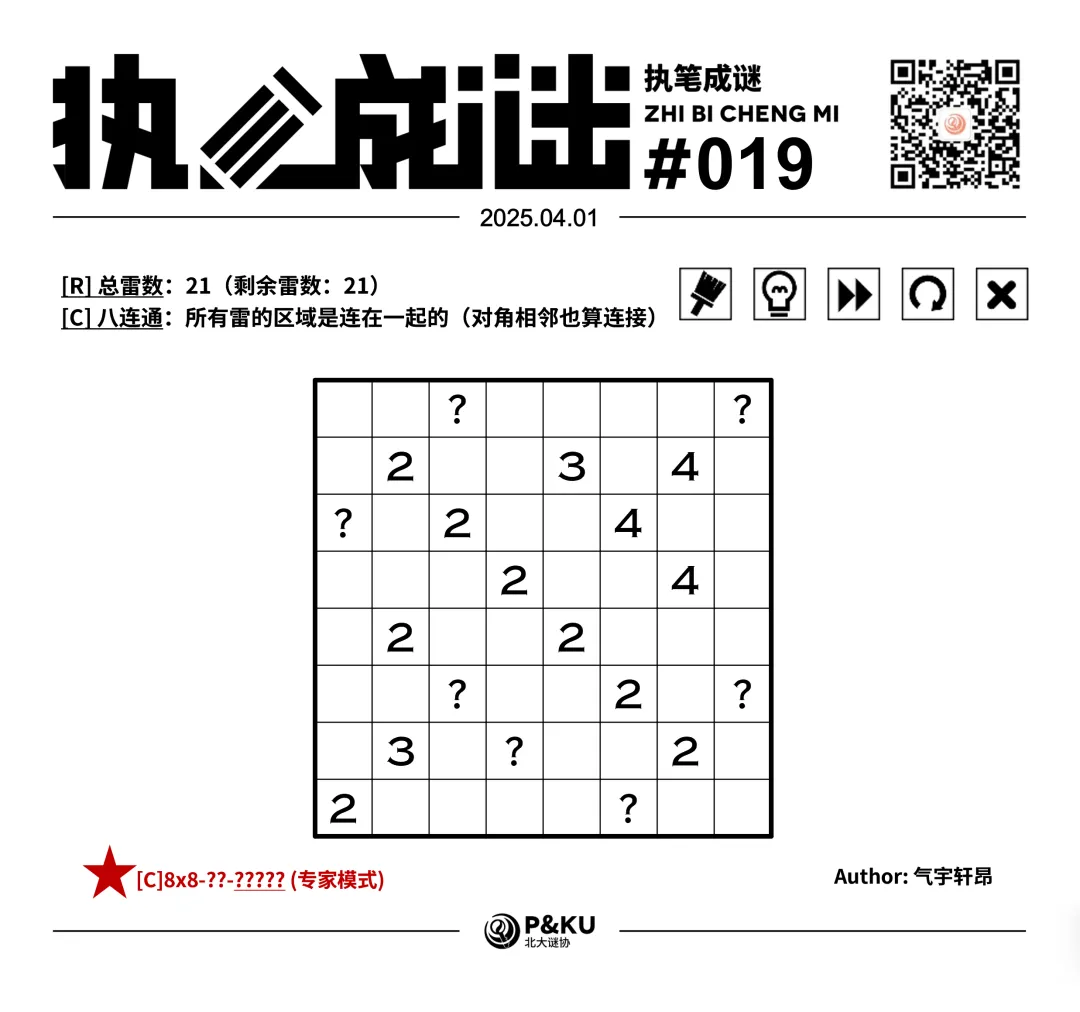 执笔成谜
执笔成谜
ZHI BI CHENG MI
#019
2025.04.01
[R] 总雷数：21（剩余雷数：21）
[C] 八连通：所有雷的区域是连在一起的（对角相邻也算连接）
? ?
2 3 4
? 2 4
2 4
2 2
? 2 ?
3 ? 2
2 ?
[C]8x8-??-????? (专家模式)
Author: 气宇轩昂
P&KU
北大谜协